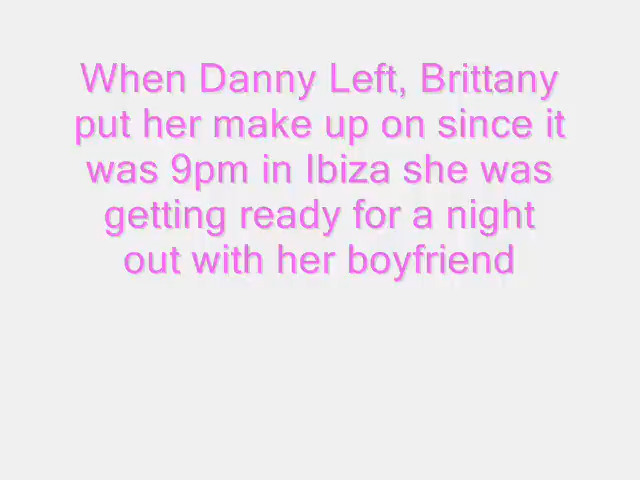 When Danny Left, Brittany
put her make up on since it
was 9pm in Ibiza she was
getting ready for a night
out with her boyfriend